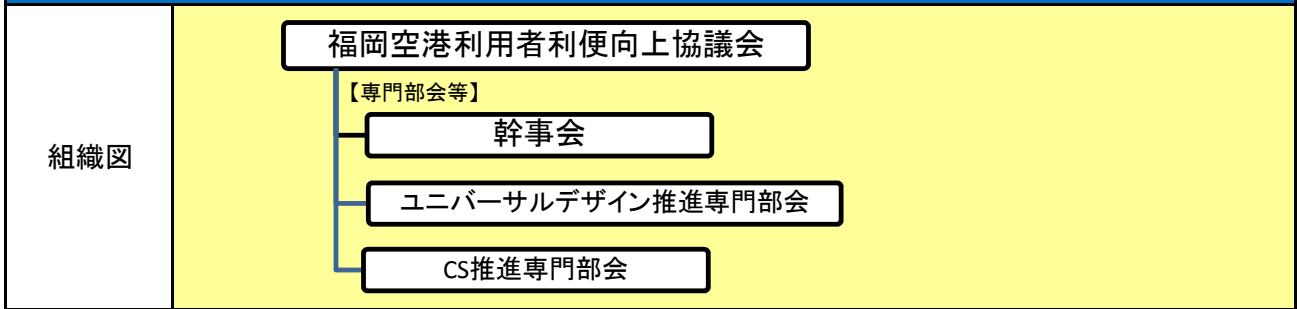 組織図
福岡空港利用者利便向上協議会
【専門部会等】
幹事会
ユニバーサルデザイン推進専門部会
CS推進専門部会